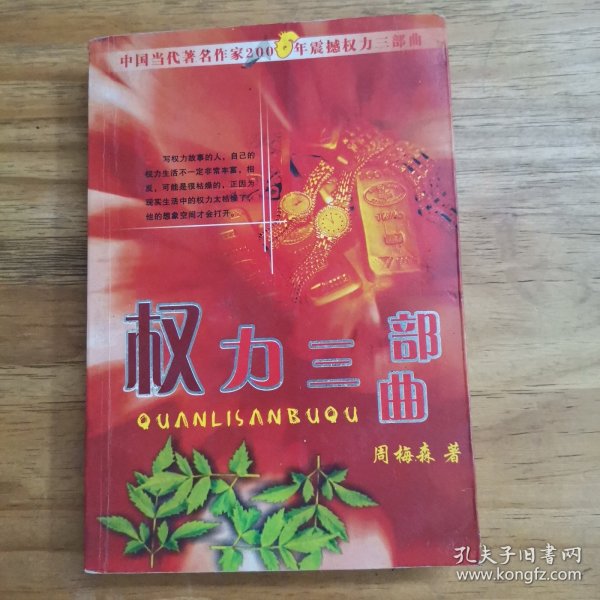 中国当代著名作家200年震撼权力三部曲
写权力故事的人，自己的
权力生活不一定非常丰富，相
反，可能是很枯燥的，正因为
现实生活中的权力太枯燥了，
他的想象空间才会打开。
权力三部曲
QUANLISANBUQU
周梅森 著
孔夫子旧书网
www.kongfz.com